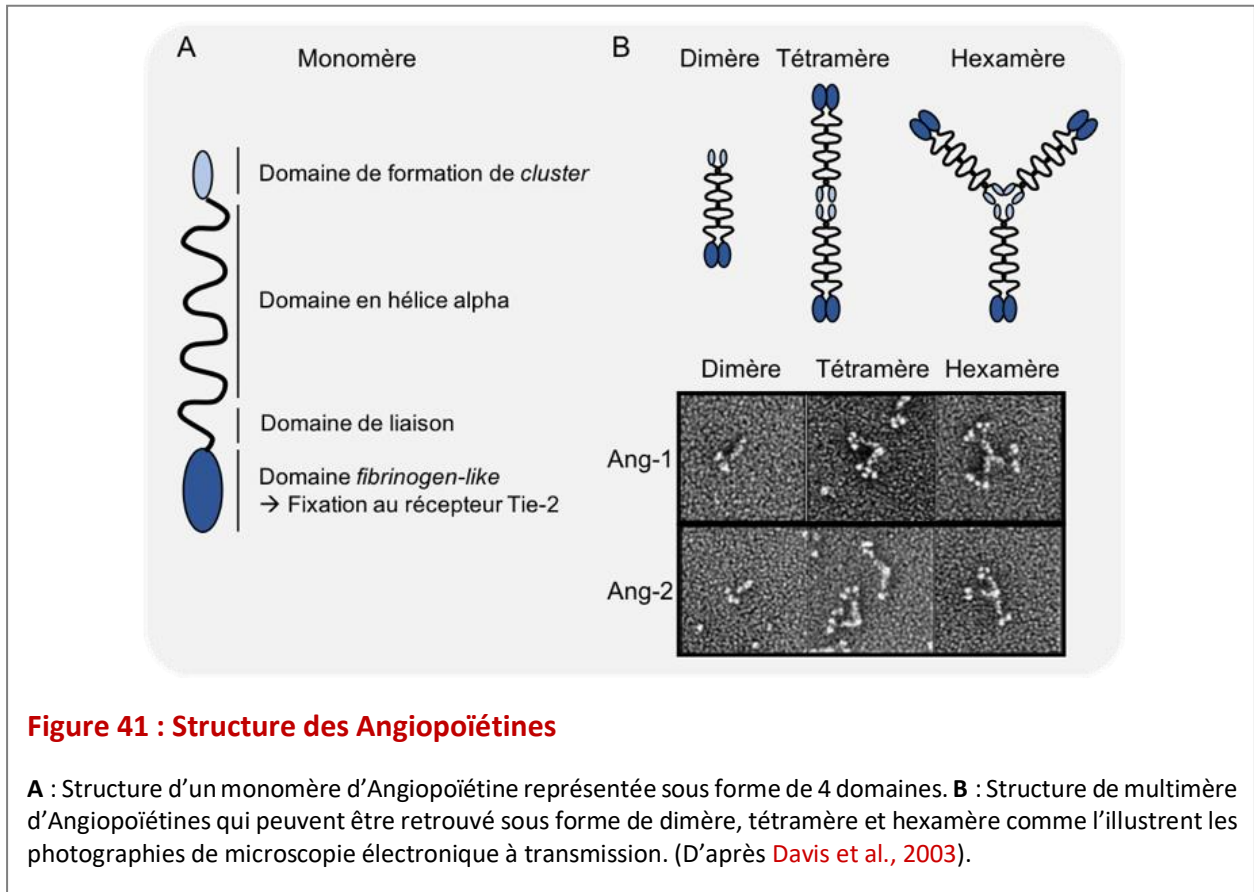 A
Monomère
Domaine de formation de cluster
Domaine en hélice alpha
Domaine de liaison
Domaine fibrinogen-like
→ Fixation au récepteur Tie-2
B
Dimère Tétramère Hexamère
Dimère Tétramère Hexamère
Ang-1
Ang-2
Figure 41 : Structure des Angiopoïétines
A : Structure d'un monomère d'Angiopoïétine représentée sous forme de 4 domaines. B : Structure de multimère
d'Angiopoïétines qui peuvent être retrouvé sous forme de dimère, tétramère et hexamère comme l'illustrent les
photographies de microscopie électronique à transmission. (D'après Davis et al., 2003).